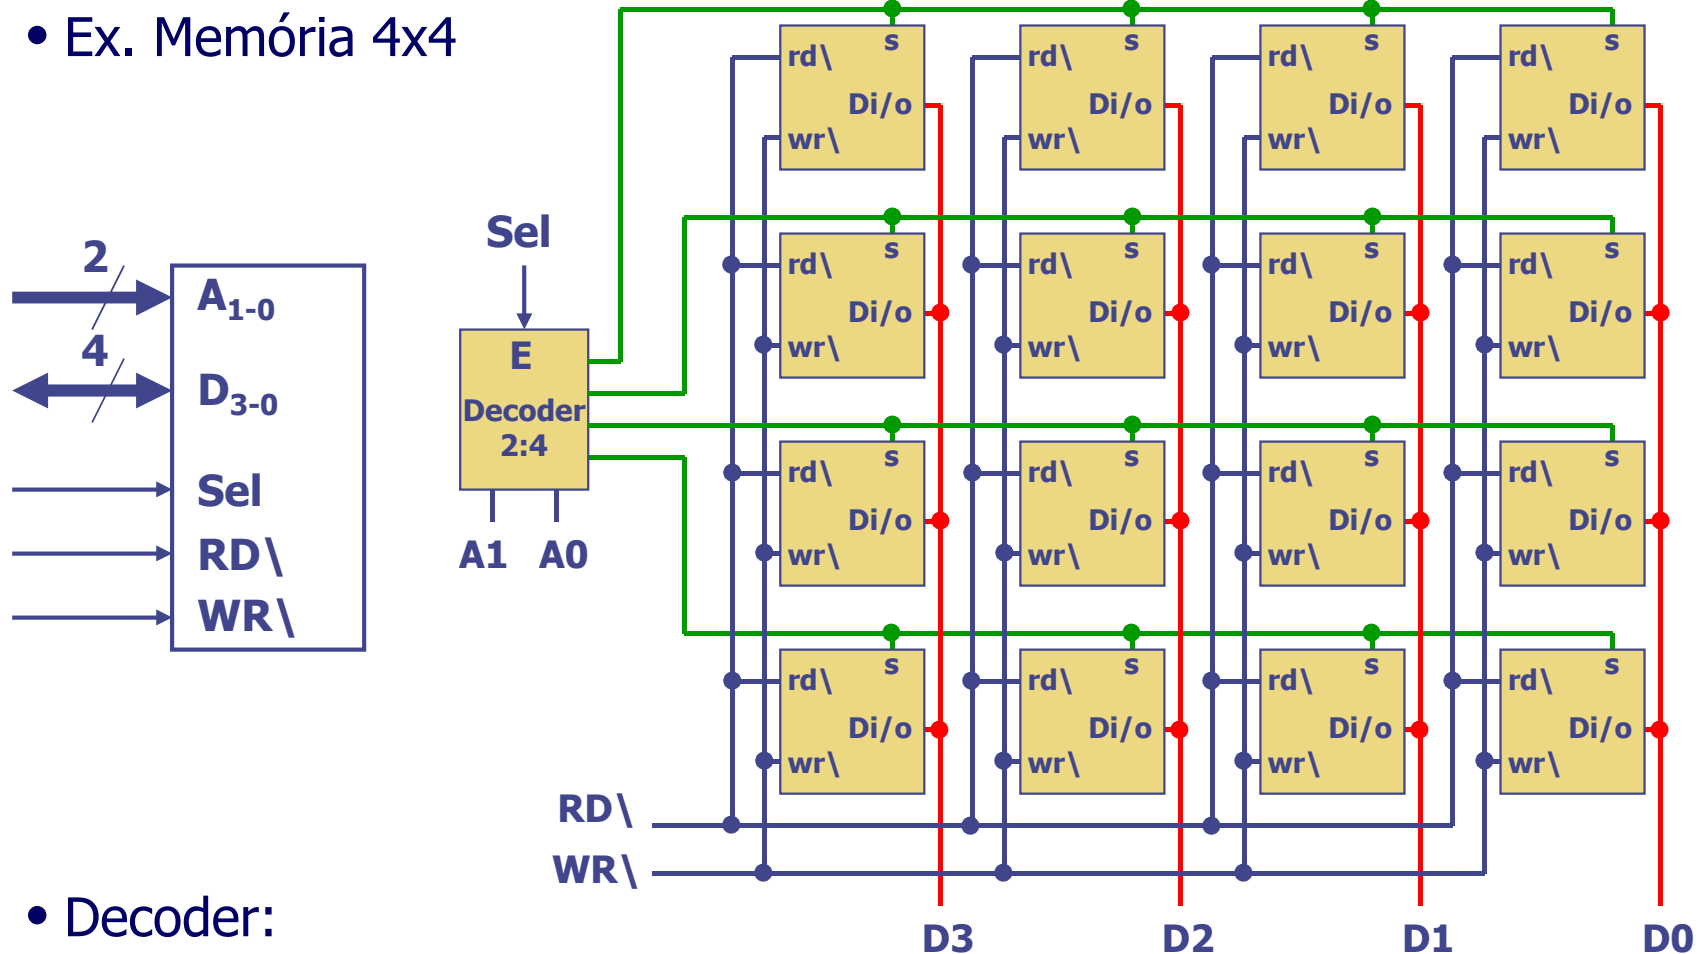 • Ex. Memória 4x4
2
A1-0
4
D3-0
Sel
RD\
WR\
Sel
E
Decoder
2:4
A1 A0
s s s s
rd\ rd\ rd\ rd\
Di/o Di/o Di/o Di/o
wr\ wr\ wr\ wr\
s s s s
rd\ rd\ rd\ rd\
Di/o Di/o Di/o Di/o
wr\ wr\ wr\ wr\
s s s s
rd\ rd\ rd\ rd\
Di/o Di/o Di/o Di/o
wr\ wr\ wr\ wr\
s s s s
rd\ rd\ rd\ rd\
Di/o Di/o Di/o Di/o
wr\ wr\ wr\ wr\
RD\
WR\
D3 D2 D1 D0
• Decoder: